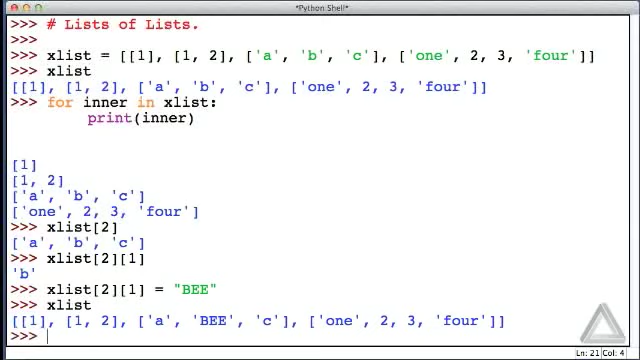 *Python Shell*
>>> # Lists of Lists.
>>>
>>> xlist = [[1], [1, 2], ['a', 'b', 'c'], ['one', 2, 3, 'four']]
>>> xlist
[[1], [1, 2], ['a', 'b', 'c'], ['one', 2, 3, 'four']]
>>> for inner in xlist:
print(inner)
[1]
[1, 2]
['a', 'b', 'c']
['one', 2, 3, 'four']
>>> xlist[2]
['a', 'b', 'c']
>>> xlist[2][1]
'b'
>>> xlist[2][1] = "BEE"
>>> xlist
[[1], [1, 2], ['a', 'BEE', 'c'], ['one', 2, 3, 'four']]
>>>
Ln: 21 Col: 4